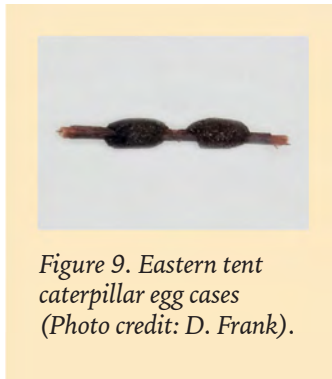 Figure 9. Eastern tent
caterpillar egg cases
(Photo credit: D. Frank).